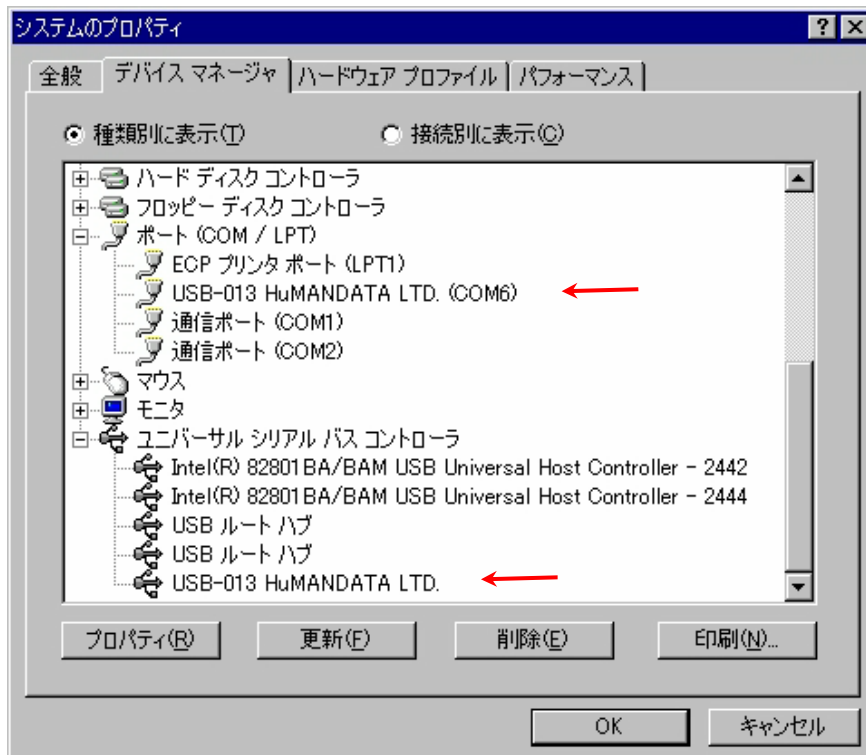 システムのプロパティ
全般 デバイス マネージャ ハードウェア プロファイル パフォーマンス
種類別に表示(T) 接続別に表示(C)
ハード ディスク コントローラ
フロッピー ディスク コントローラ
ポート (COM / LPT)
ECP プリンタ ポート (LPT1)
USB-013 HuMANDATA LTD. (COM6)
通信ポート (COM1)
通信ポート (COM2)
マウス
モニタ
ユニバーサル シリアル バス コントローラ
Intel(R) 82801BA/BAM USB Universal Host Controller - 2442
Intel(R) 82801BA/BAM USB Universal Host Controller - 2444
USB ルート ハブ
USB ルート ハブ
USB-013 HuMANDATA LTD.
プロパティ(R) 更新(F) 削除(E) 印刷(N)...
OK キャンセル